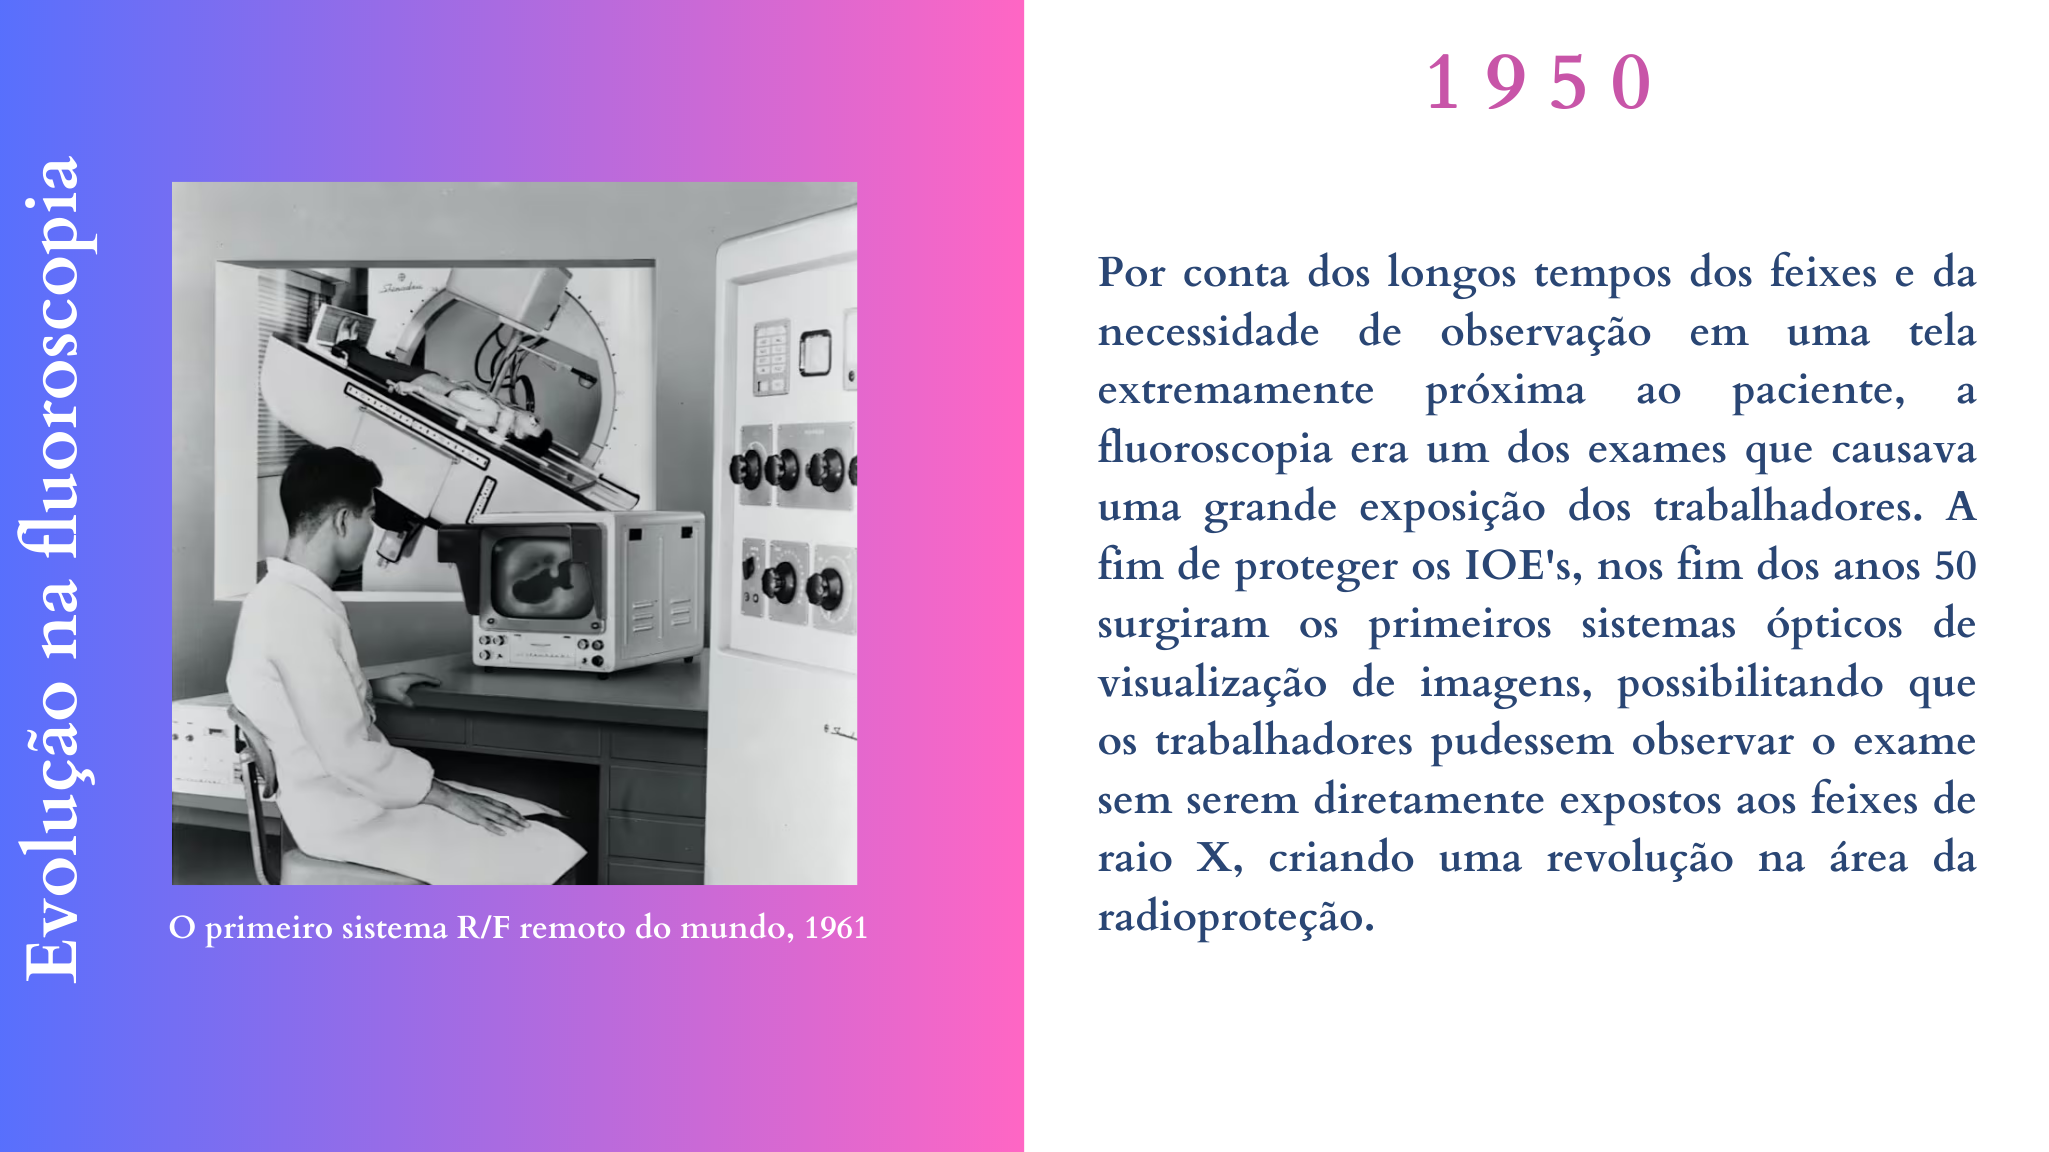 Evolução na fluoroscopia
Shimadzu
O primeiro sistema R/F remoto do mundo, 1961
1950
Por conta dos longos tempos dos feixes e da
necessidade de observação em uma tela
extremamente próxima ao paciente, a
fluoroscopia era um dos exames que causava
uma grande exposição dos trabalhadores. A
fim de proteger os IOE's, nos fim dos anos 50
surgiram os primeiros sistemas ópticos de
visualização de imagens, possibilitando que
os trabalhadores pudessem observar o exame
sem serem diretamente expostos aos feixes de
raio X, criando uma revolução na área da
radioproteção.